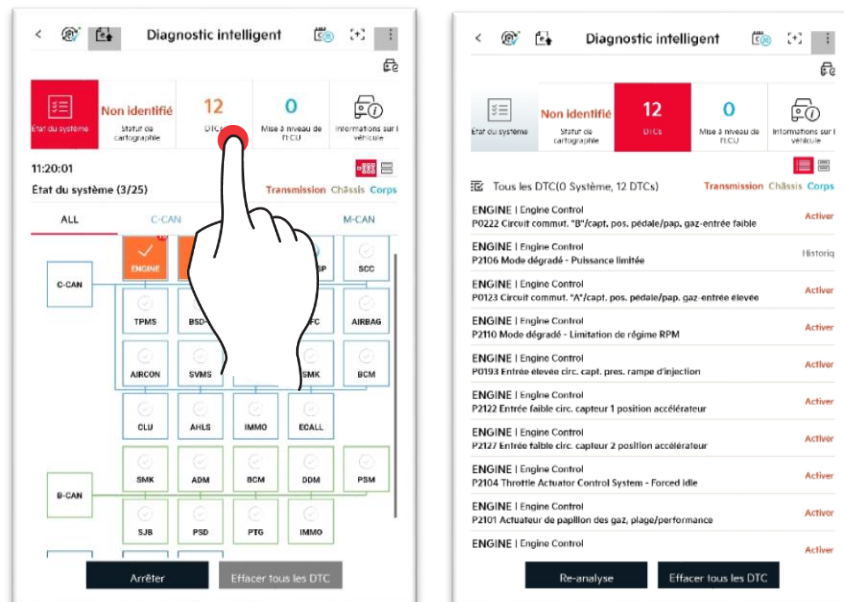 Diagnostic intelligent
État du système
Non identifié
Statut de cartographie
12
DTCs
0
Mise à niveau de l'ECU
Informations sur l
véhicule
11:20:01
État du système (3/25)
Transmission Châssis Corps
ALL
C-CAN
M-CAN
C-CAN
ENGINE
SCC
TPMS
AIRBAG
AIRCON
SVMS
SMK
BCM
CLU
AHLS
IMMO
ECALL
B-CAN
SMK
ADM
BCM
DDM
PSM
SJB
PSD
PTG
IMMO
Arrêter
Effacer tous les DTC
Diagnostic intelligent
État du système
Non identifié
Statut de
cartographie
12
DTCs
0
Mise à niveau de
l'ECU
Informations sur l
véhicule
Tous les DTC(0 Système, 12 DTCs)
Transmission Châssis Corps
ENGINE | Engine Control
P0222 Circuit commut. "B"/capt. pos. pédale/pap. gaz-entrée faible
Activer
ENGINE | Engine Control
P2106 Mode dégradé - Puissance limitée
Historiq
ENGINE | Engine Control
P0123 Circuit commut. "A"/capt. pos. pédale/pap. gaz-entrée élevée
Activer
ENGINE | Engine Control
P2110 Mode dégradé - Limitation de régime RPM
Activer
ENGINE | Engine Control
P0193 Entrée élevée circ. capt. pres. rampe d'injection
Activer
ENGINE | Engine Control
P2122 Entrée faible circ. capteur 1 position accélérateur
Activer
ENGINE | Engine Control
P2127 Entrée faible circ. capteur 2 position accélérateur
Activer
ENGINE | Engine Control
P2104 Throttle Actuator Control System - Forced Idle
Activer
ENGINE | Engine Control
P2101 Actuateur de papillon des gaz, plage/performance
Activer
ENGINE | Engine Control
Activer
Re-analyse
Effacer tous les DTC